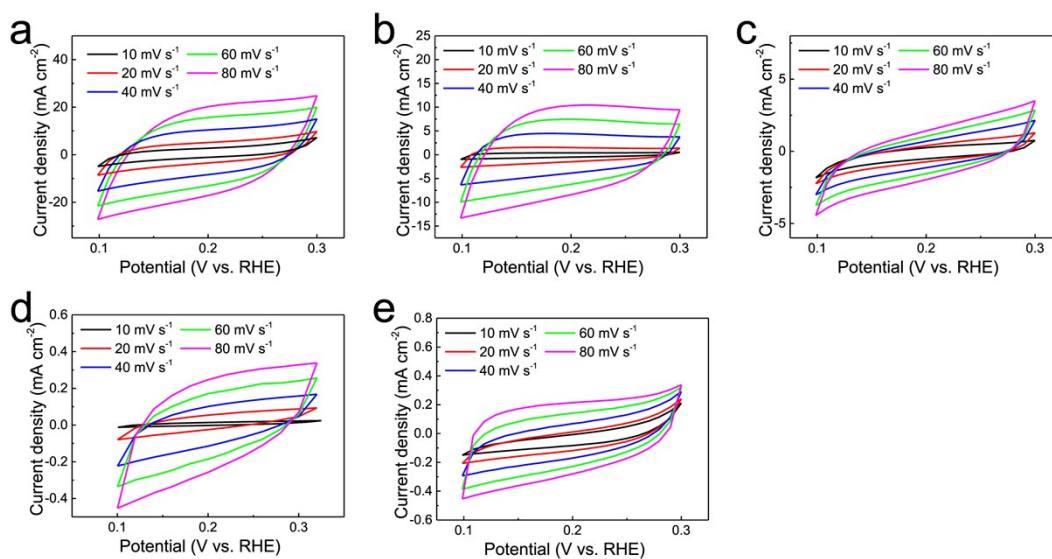 a
10 mV s⁻¹ 60 mV s⁻¹
20 mV s⁻¹ 80 mV s⁻¹
40 mV s⁻¹
40
20
0
-20
Current density (mA cm⁻²)
0.1 0.2 0.3
Potential (V vs. RHE)
b
10 mV s⁻¹ 60 mV s⁻¹
20 mV s⁻¹ 80 mV s⁻¹
40 mV s⁻¹
25
20
15
10
5
0
-5
-10
-15
Current density (mA cm⁻²)
0.1 0.2 0.3
Potential (V vs. RHE)
c
10 mV s⁻¹ 60 mV s⁻¹
20 mV s⁻¹ 80 mV s⁻¹
40 mV s⁻¹
5
0
-5
Current density (mA cm⁻²)
0.1 0.2 0.3
Potential (V vs. RHE)
d
10 mV s⁻¹ 60 mV s⁻¹
20 mV s⁻¹ 80 mV s⁻¹
40 mV s⁻¹
0.6
0.4
0.2
0.0
-0.2
-0.4
Current density (mA cm⁻²)
0.1 0.2 0.3
Potential (V vs. RHE)
e
10 mV s⁻¹ 60 mV s⁻¹
20 mV s⁻¹ 80 mV s⁻¹
40 mV s⁻¹
0.8
0.6
0.4
0.2
0.0
-0.2
-0.4
-0.6
Current density (mA cm⁻²)
0.1 0.2 0.3
Potential (V vs. RHE)